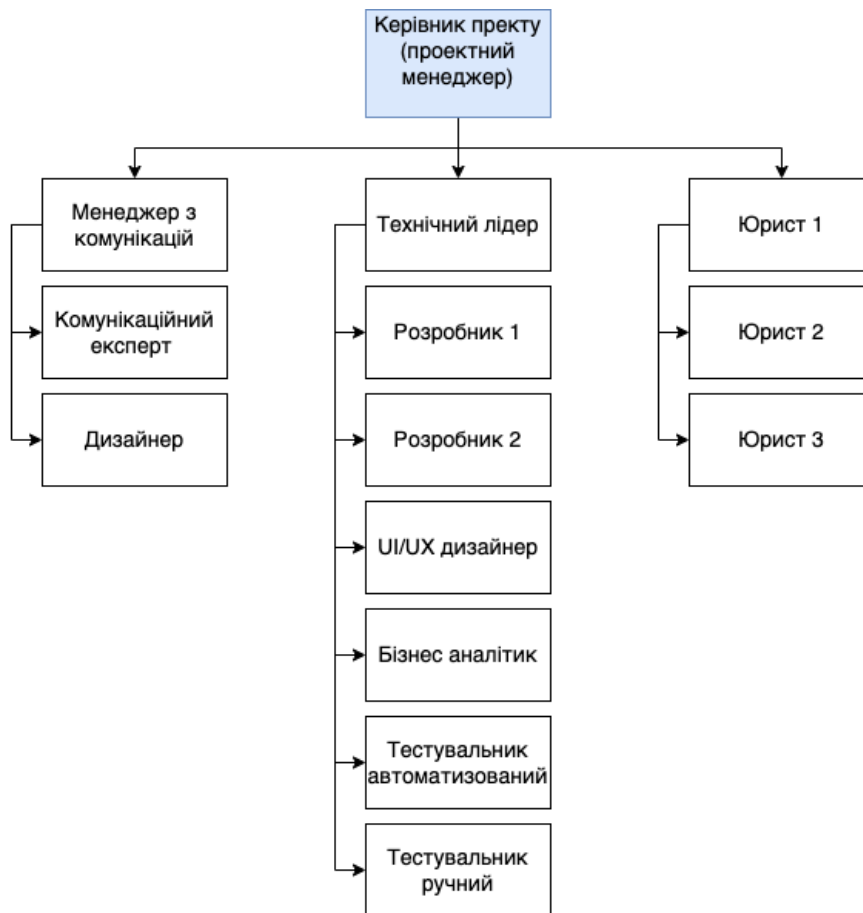 Керівник пректу
(проектний
менеджер)
Менеджер з
комунікацій
Технічний лідер
Юрист 1
Комунікаційний
експерт
Розробник 1
Юрист 2
Дизайнер
Розробник 2
Юрист 3
UI/UX дизайнер
Бізнес аналітик
Тестувальник
автоматизований
Тестувальник
ручний